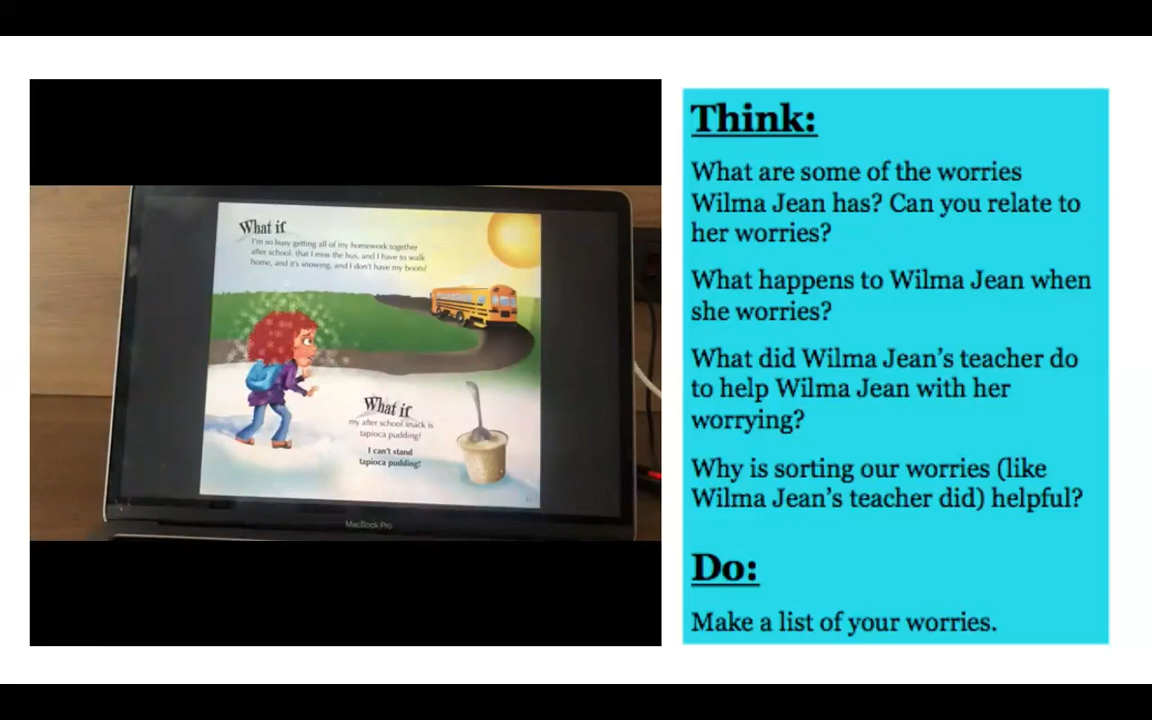 What if
I'm so busy getting all of my homework together
after school, that I miss the bus, and I have to walk
home, and it's snowing, and I don't have my boots!
What if
my after school snack is
tapioca pudding!
I can't stand
tapioca pudding!
MacBook Pro
Think:
What are some of the worries
Wilma Jean has? Can you relate to
her worries?
What happens to Wilma Jean when
she worries?
What did Wilma Jean's teacher do
to help Wilma Jean with her
worrying?
Why is sorting our worries (like
Wilma Jean's teacher did) helpful?
Do:
Make a list of your worries.